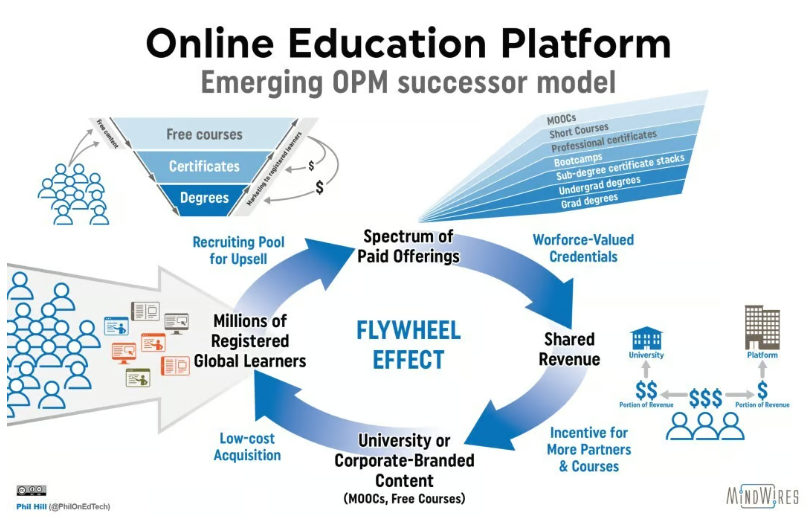 Online Education Platform
Emerging OPM successor model
Free content
Free courses
Certificates
Degrees
Marketing to registered learners
$
$
MOOCs
Short Courses
Professional certificates
Bootcamps
Sub-degree certificate stacks
Undergrad degrees
Grad degrees
Recruiting Pool
for Upsell
Spectrum of
Paid Offerings
Worforce-Valued
Credentials
Millions of
Registered
Global Learners
FLYWHEEL
EFFECT
Shared
Revenue
University
Platform
$$
$$$
$
Portion of Revenue
Portion of Revenue
Low-cost
Acquisition
University or
Corporate-Branded
Content
(MOOCs, Free Courses)
Incentive for
More Partners
& Courses
Phil Hill (@PhilOnEdTech)
MINDWIRES